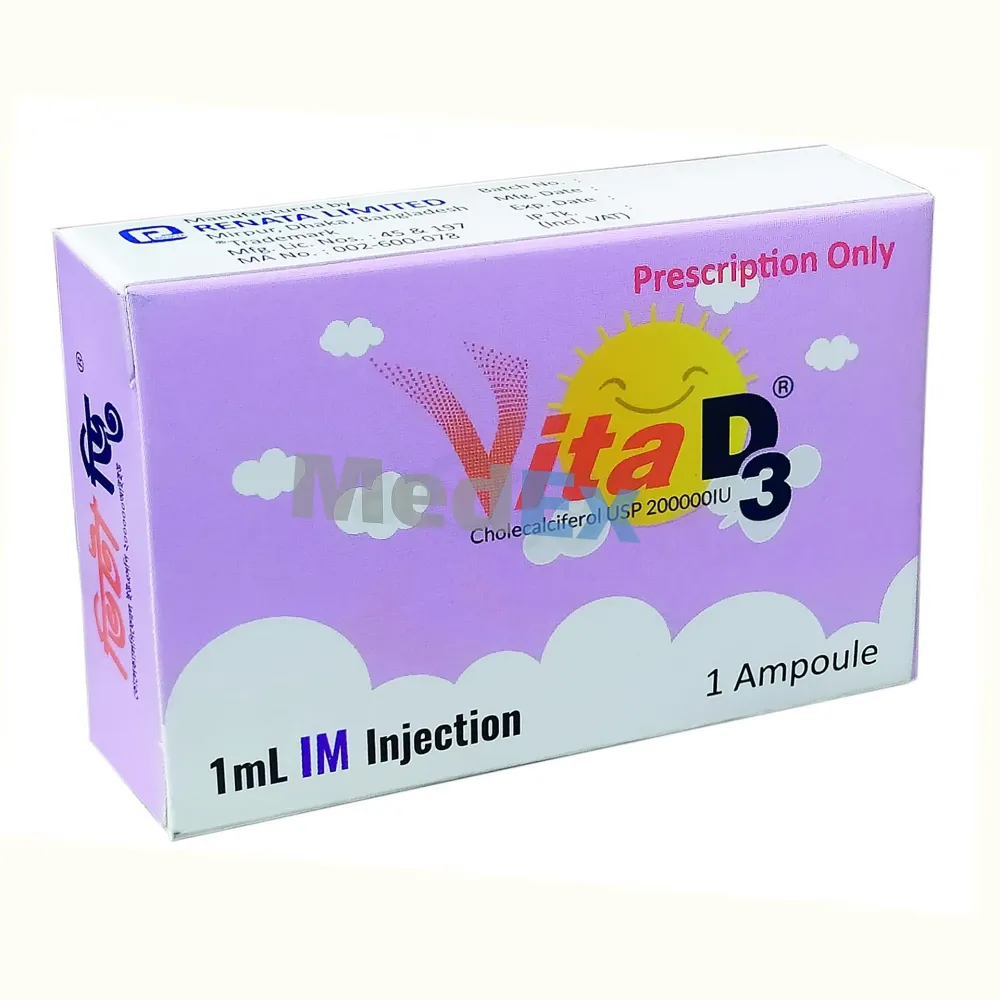 Manufactured by
RENATA LIMITED
Mirpur, Dhaka, Bangladesh
*Trademark
Mfg. Lic. Nos. : 45 & 197
MA No. : 002-600-078
Batch No. :
Mfg. Date :
Exp. Date :
IP Tk. :
(Incl. VAT)
Prescription Only
Vita D3®
Cholecalciferol USP 200000IU
MedEx
1 Ampoule
1mL IM Injection
ভিটা ডি ®